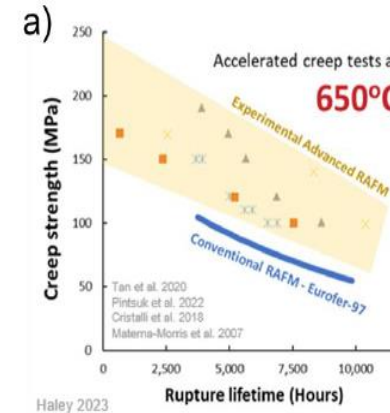 a)
Accelerated creep tests a
650°C
Experimental Advanced RAFM
Conventional RAFM - Eurofer-97
Creep strength (MPa)
250
200
150
100
50
0
Tan et al. 2020
Pintsuk et al. 2022
Cristalli et al. 2018
Materna-Morris et al. 2007
0 2,500 5,000 7,500 10,000
Rupture lifetime (Hours)
Haley 2023